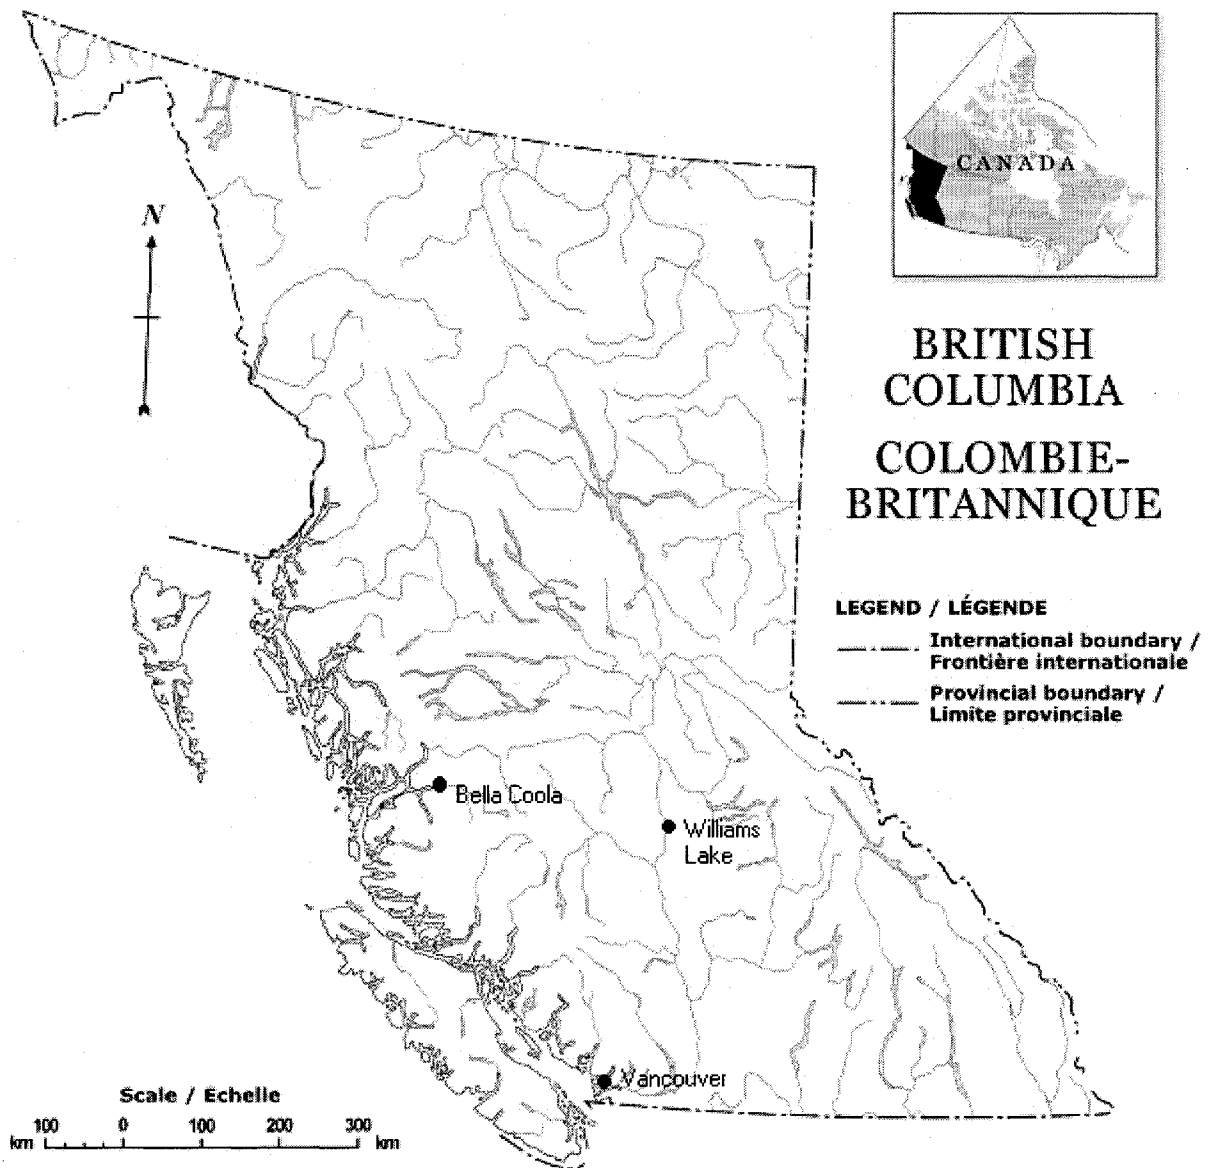 N
CANADA
BRITISH
COLUMBIA
COLOMBIE-
BRITANNIQUE
LEGEND / LÉGENDE
International boundary /
Frontière internationale
Provincial boundary /
Limite provinciale
Bella Coola
Williams
Lake
Vancouver
Scale / Echelle
100 0 100 200 300
km km